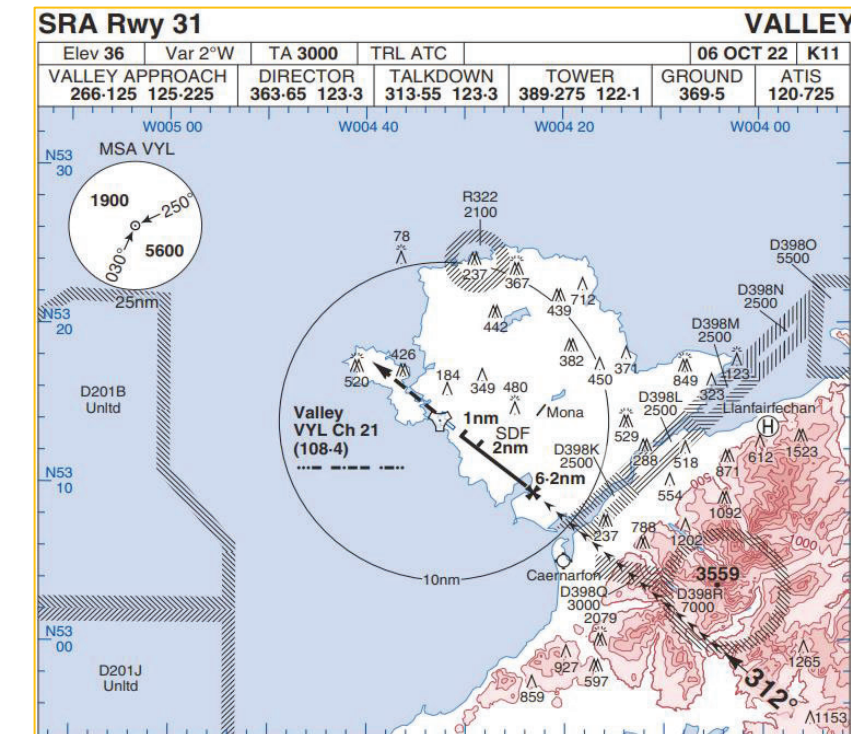 SRA Rwy 31 VALLEY
Elev 36 Var 2°W TA 3000 TRL ATC 06 OCT 22 K11
VALLEY APPROACH DIRECTOR TALKDOWN TOWER GROUND ATIS
266·125 125·225 363·65 123·3 313·55 123·3 389·275 122·1 369·5 120·725
W005 00 W004 40 W004 20 W004 00
MSA VYL
N53
30
1900
250°
5600
030°
25nm
R322
2100
78
237
367
712
439
442
D398O
5500
D398N
2500
D398M
2500
N53
20
382
450
371
520
426
184
349
480
849
323
123
D201B
Unltd
Valley
VYL Ch 21
(108·4)
1nm
SDF
2nm
Mona
529
D398L
2500
Llanfairfechan
H
D398K
2500
288
518
612
1523
871
6·2nm
554
1092
N53
10
500
237
788
1202
1000
10nm
Caernarfon
3559
D398Q
3000
D398R
7000
2079
N53
00
D201J
Unltd
927
597
859
1265
312°
1153